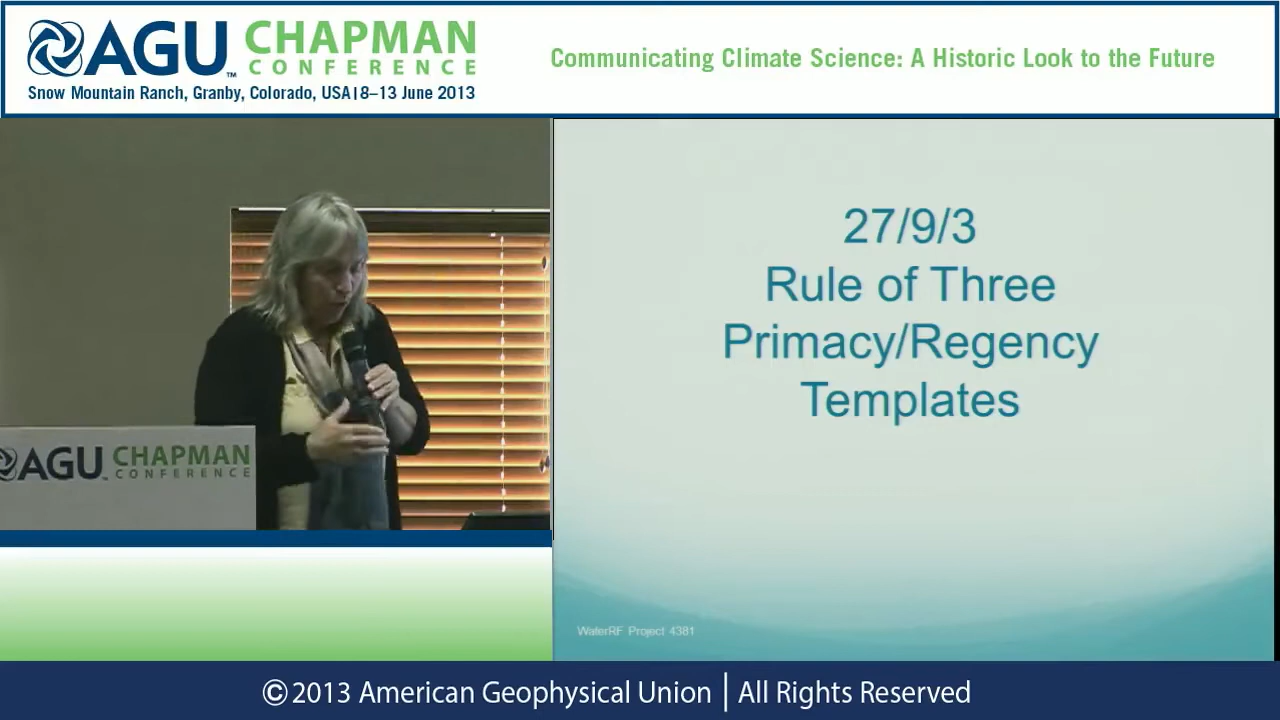 AGU™ CHAPMAN CONFERENCE
Snow Mountain Ranch, Granby, Colorado, USA|8–13 June 2013
Communicating Climate Science: A Historic Look to the Future
27/9/3
Rule of Three
Primacy/Regency
Templates
WaterRF Project 4381
AGU™ CHAPMAN
CONFERENCE
©2013 American Geophysical Union | All Rights Reserved